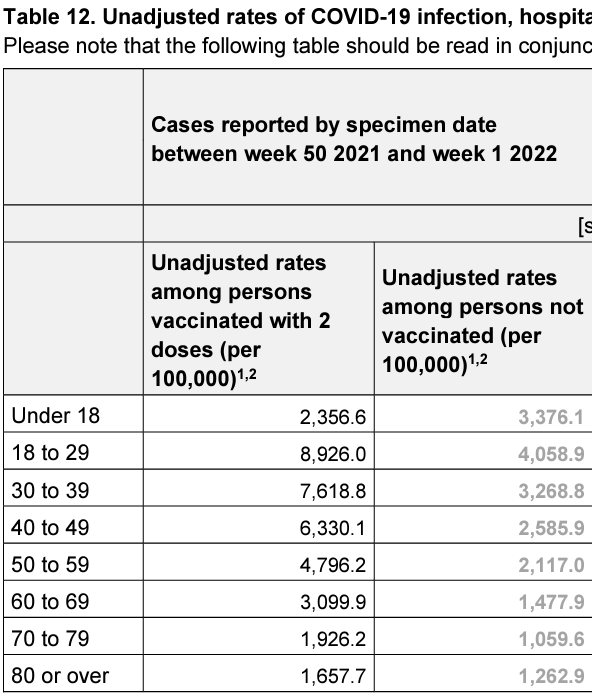 Table 12. Unadjusted rates of COVID-19 infection, hospita
Please note that the following table should be read in conjunc
Cases reported by specimen date
between week 50 2021 and week 1 2022
[s
Unadjusted rates
among persons
vaccinated with 2
doses (per
100,000)1,2
Unadjusted rates
among persons not
vaccinated (per
100,000)1,2
Under 18 2,356.6 3,376.1
18 to 29 8,926.0 4,058.9
30 to 39 7,618.8 3,268.8
40 to 49 6,330.1 2,585.9
50 to 59 4,796.2 2,117.0
60 to 69 3,099.9 1,477.9
70 to 79 1,926.2 1,059.6
80 or over 1,657.7 1,262.9